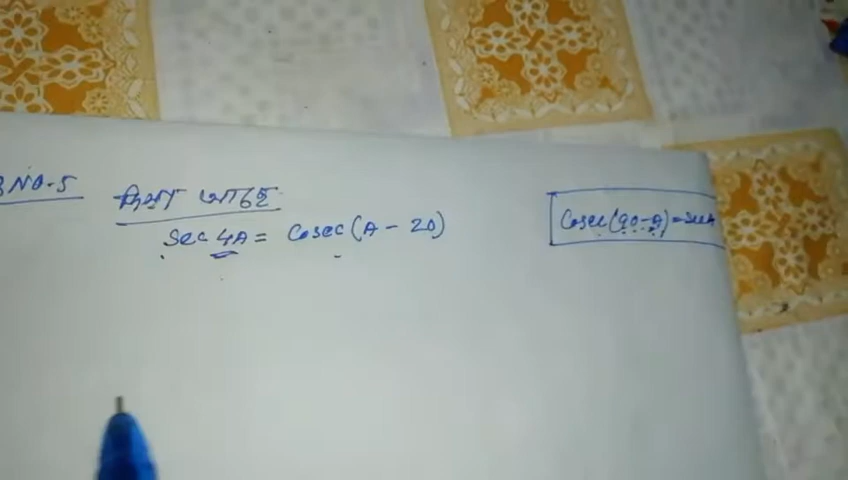 NO-5
দিয়া আছে
Sec 4A = Cosec(A - 20)
Cosec(90-A)=SecA